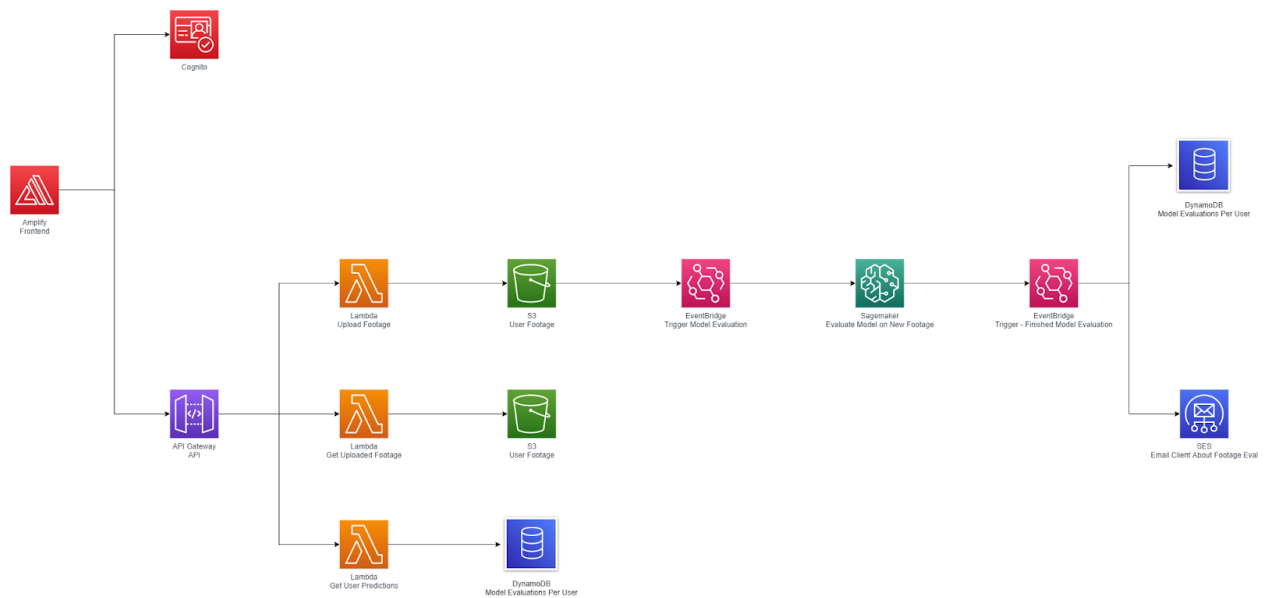 Cognito
Amplify
Frontend
DynamoDB
Model Evaluations Per User
Lambda
Upload Footage
S3
User Footage
EventBridge
Trigger Model Evaluation
Sagemaker
Evaluate Model on New Footage
EventBridge
Trigger - Finished Model Evaluation
API Gateway
API
Lambda
Get Uploaded Footage
S3
User Footage
SES
Email Client About Footage Eval
Lambda
Get User Predictions
DynamoDB
Model Evaluations Per User